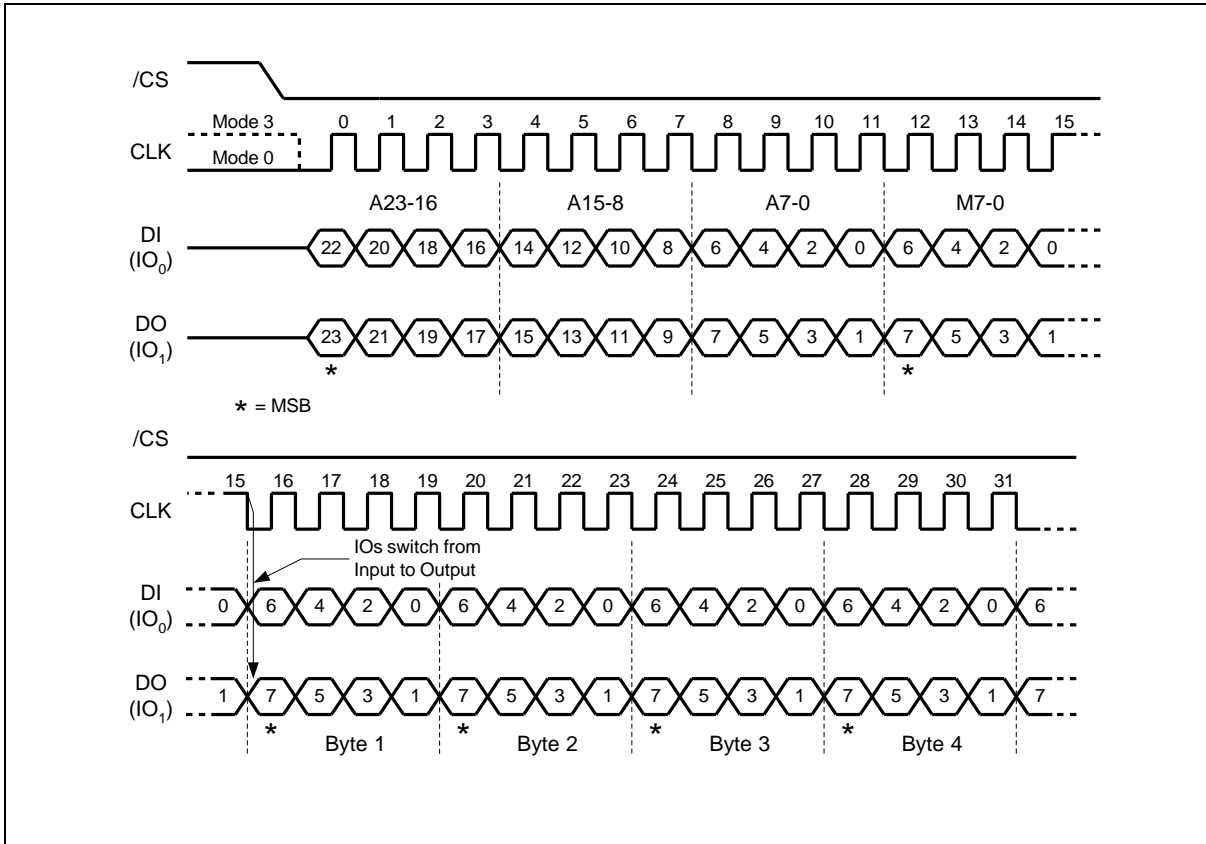 /CS
Mode 3
0 1 2 3 4 5 6 7 8 9 10 11 12 13 14 15
CLK
Mode 0
A23-16 A15-8 A7-0 M7-0
DI
(IO0)
22 20 18 16 14 12 10 8 6 4 2 0 6 4 2 0
DO
(IO1)
23 21 19 17 15 13 11 9 7 5 3 1 7 5 3 1
* *
* = MSB
/CS
15 16 17 18 19 20 21 22 23 24 25 26 27 28 29 30 31
CLK
IOs switch from
Input to Output
DI
(IO0)
0 6 4 2 0 6 4 2 0 6 4 2 0 6 4 2 0 6
DO
(IO1)
1 7 5 3 1 7 5 3 1 7 5 3 1 7 5 3 1 7
* * * *
Byte 1 Byte 2 Byte 3 Byte 4